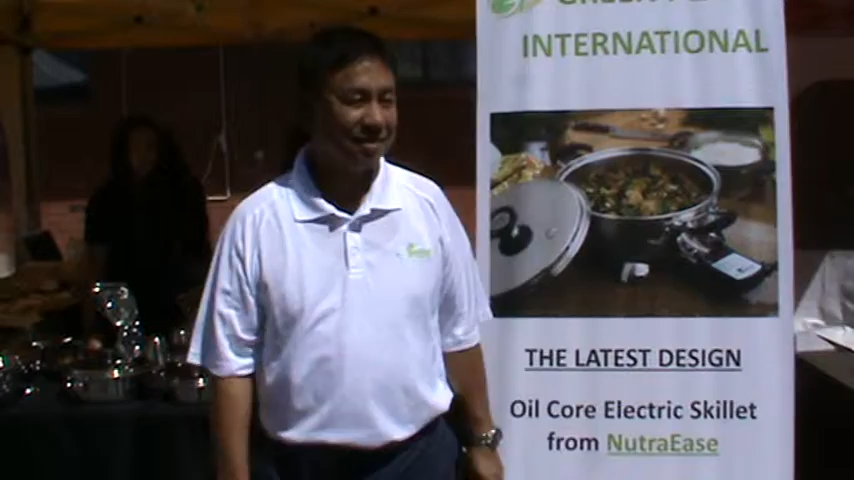 INTERNATIONAL
THE LATEST DESIGN
Oil Core Electric Skillet
from NutraEase